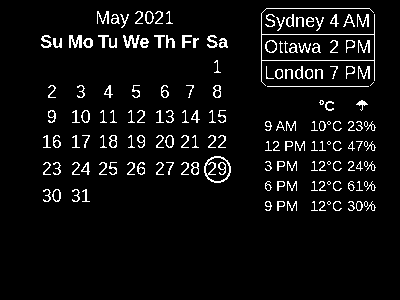 May 2021
Su Mo Tu We Th Fr Sa
1
2 3 4 5 6 7 8
9 10 11 12 13 14 15
16 17 18 19 20 21 22
23 24 25 26 27 28 29
30 31
Sydney 4 AM
Ottawa 2 PM
London 7 PM
°C ☂
9 AM 10°C 23%
12 PM 11°C 47%
3 PM 12°C 24%
6 PM 12°C 61%
9 PM 12°C 30%